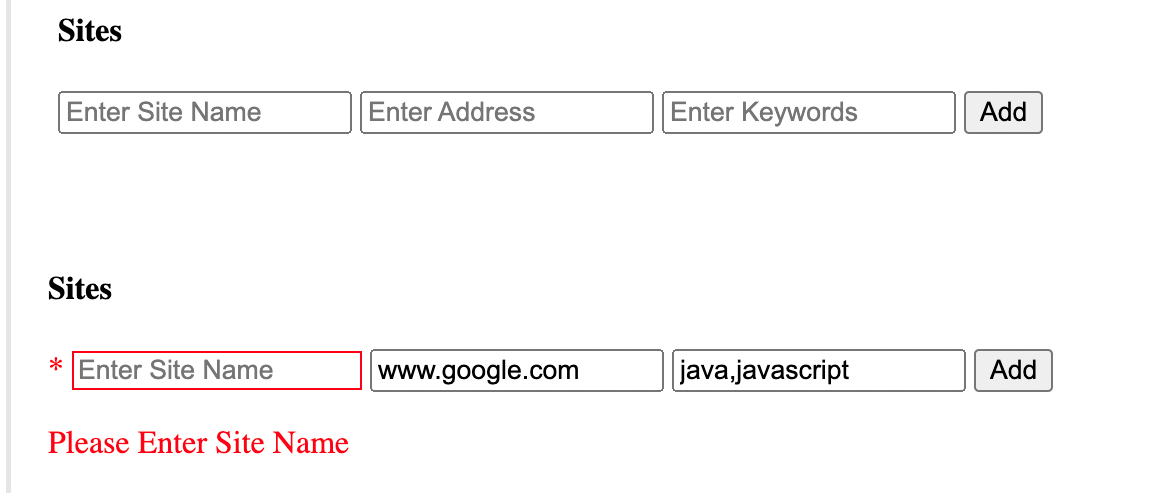 Sites
Enter Site Name Enter Address Enter Keywords Add
Sites
* Enter Site Name www.google.com java,javascript Add
Please Enter Site Name